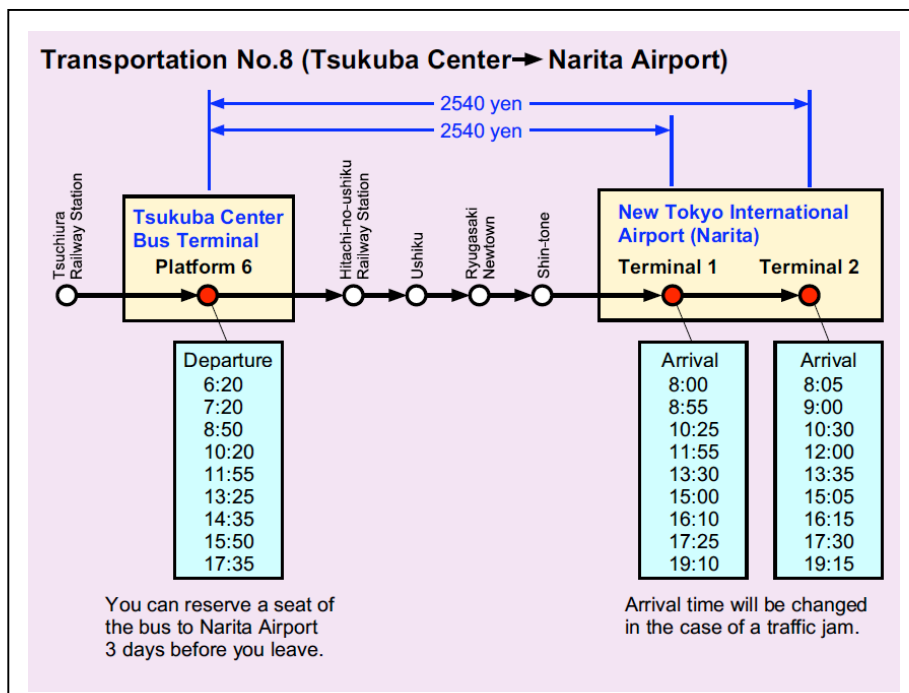 Transportation No.8 (Tsukuba Center→ Narita Airport)
2540 yen
2540 yen
Tsuchiura
Railway Station
Tsukuba Center
Bus Terminal
Platform 6
Hitachi-no-ushiku
Railway Station
Ushiku
Ryugasaki
Newtown
Shin-tone
New Tokyo International
Airport (Narita)
Terminal 1
Terminal 2
Departure
6:20
7:20
8:50
10:20
11:55
13:25
14:35
15:50
17:35
Arrival
8:00
8:55
10:25
11:55
13:30
15:00
16:10
17:25
19:10
Arrival
8:05
9:00
10:30
12:00
13:35
15:05
16:15
17:30
19:15
You can reserve a seat of
the bus to Narita Airport
3 days before you leave.
Arrival time will be changed
in the case of a traffic jam.